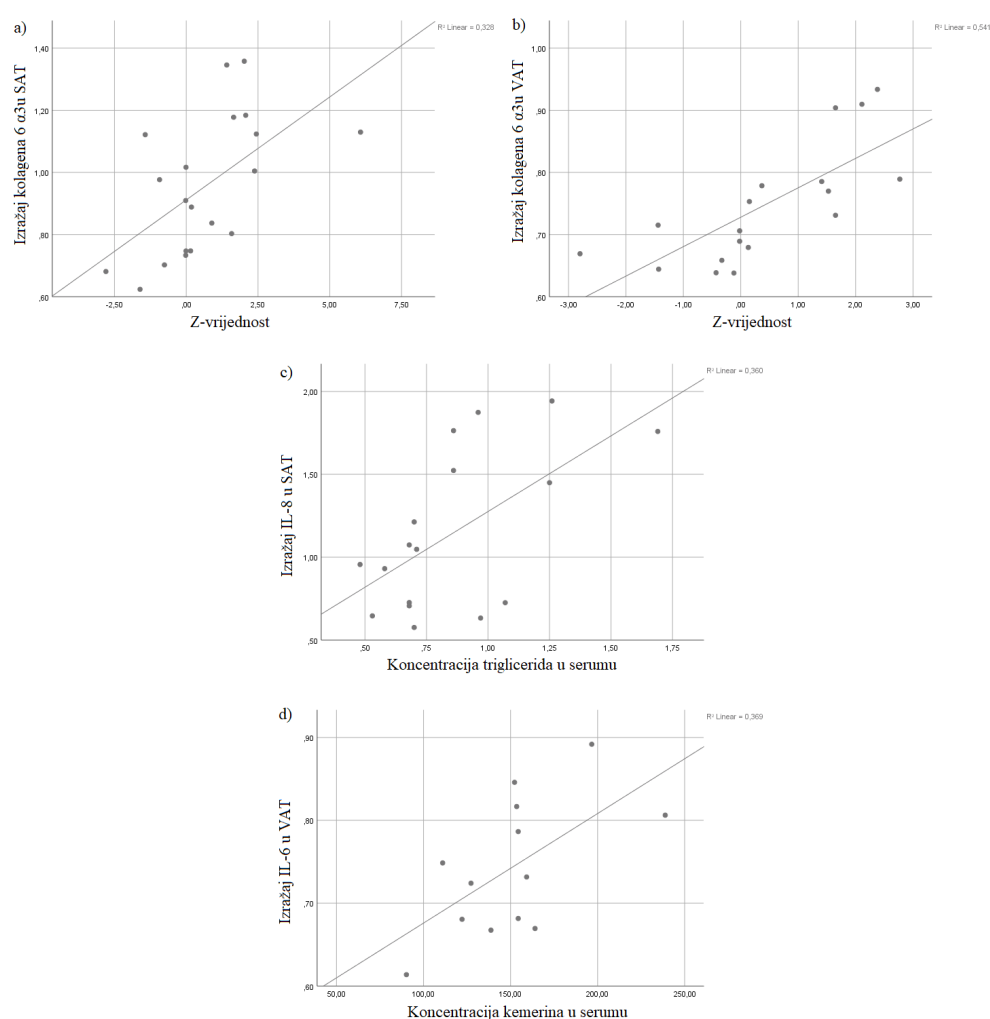 a)
R² Linear = 0,328
Izražaj kolagena 6 α3u SAT
1,40
1,20
1,00
,80
,60
-2,50 ,00 2,50 5,00 7,50
Z-vrijednost
b)
R² Linear = 0,541
Izražaj kolagena 6 α3u VAT
1,00
,90
,80
,70
,60
-3,00 -2,00 -1,00 ,00 1,00 2,00 3,00
Z-vrijednost
c)
R² Linear = 0,360
Izražaj IL-8 u SAT
2,00
1,50
1,00
,50
,50 ,75 1,00 1,25 1,50 1,75
Koncentracija triglicerida u serumu
d)
R² Linear = 0,369
Izražaj IL-6 u VAT
,90
,80
,70
,60
50,00 100,00 150,00 200,00 250,00
Koncentracija kemerina u serumu